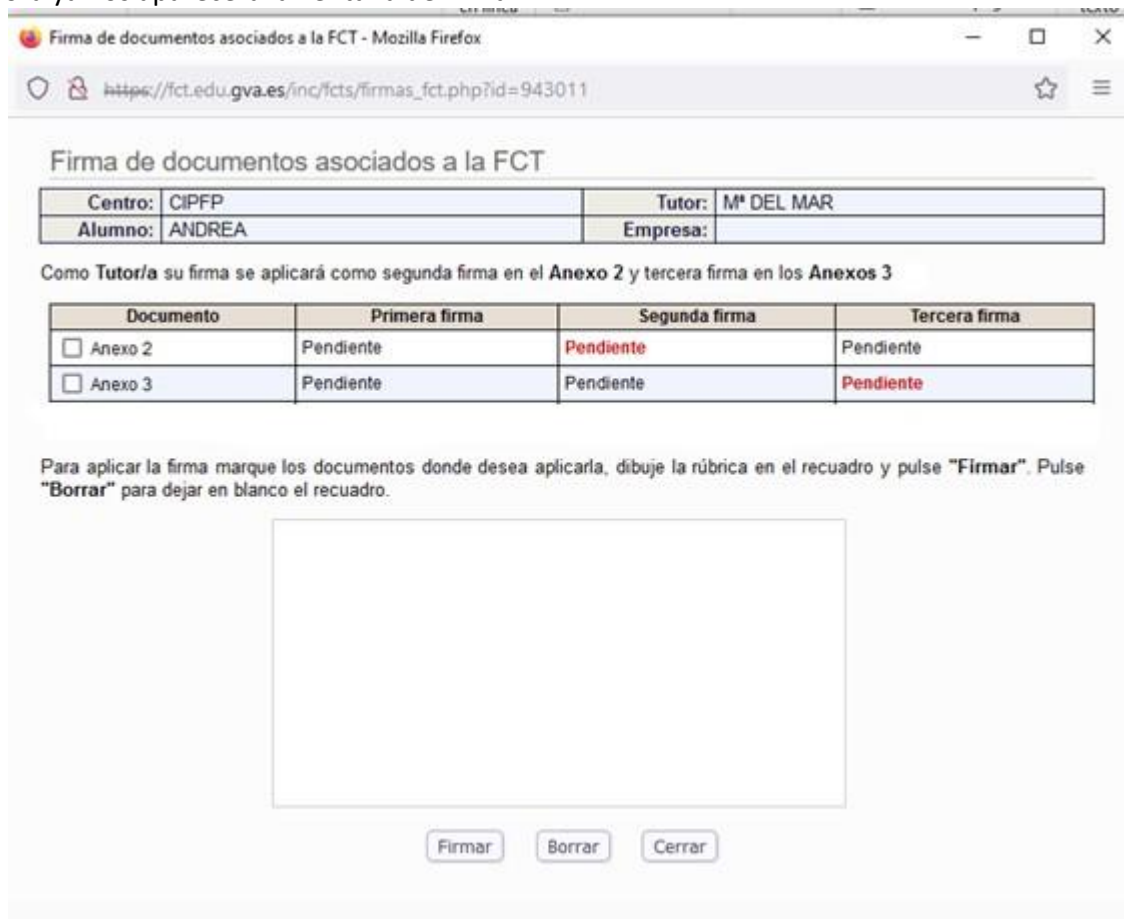 Firma de documentos asociados a la FCT - Mozilla Firefox
https://fct.edu.gva.es/inc/fcts/firmas_fct.php?id=943011
Firma de documentos asociados a la FCT
Centro: CIPFP Tutor: Mª DEL MAR
Alumno: ANDREA Empresa:
Como Tutor/a su firma se aplicará como segunda firma en el Anexo 2 y tercera firma en los Anexos 3
Documento Primera firma Segunda firma Tercera firma
Anexo 2 Pendiente Pendiente Pendiente
Anexo 3 Pendiente Pendiente Pendiente
Para aplicar la firma marque los documentos donde desea aplicarla, dibuje la rúbrica en el recuadro y pulse "Firmar". Pulse
"Borrar" para dejar en blanco el recuadro.
Firmar Borrar Cerrar